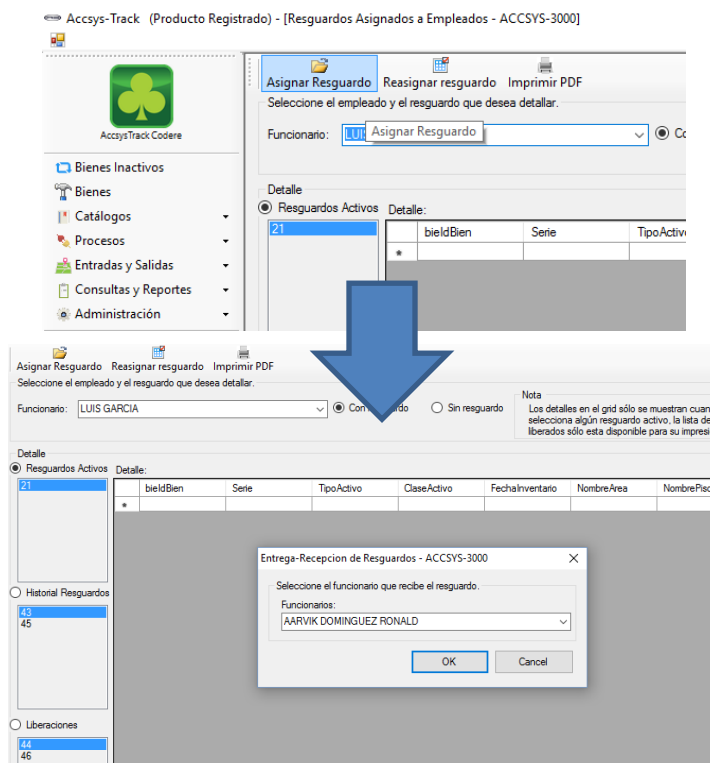 Accsys-Track (Producto Registrado) - [Resguardos Asignados a Empleados - ACCSYS-3000]
Asignar Resguardo Reasignar resguardo Imprimir PDF
Seleccione el empleado y el resguardo que desea detallar.
Funcionario:
Asignar Resguardo
AccsysTrack Codere
Bienes Inactivos
Bienes
Catálogos
Procesos
Entradas y Salidas
Consultas y Reportes
Administración
Detalle
Resguardos Activos Detalle:
21
bieIdBien Serie TipoActivo
*
Asignar Resguardo Reasignar resguardo Imprimir PDF
Seleccione el empleado y el resguardo que desea detallar.
Funcionario: LUIS GARCIA
Sin resguardo
Nota
Los detalles en el grid sólo se muestran cuan
selecciona algún resguardo activo, la lista de
liberados sólo esta disponible para su impresi
Detalle
Resguardos Activos Detalle:
21
bieIdBien Serie TipoActivo ClaseActivo FechaInventario NombreArea NombrePiso
*
Entrega-Recepcion de Resguardos - ACCSYS-3000
Seleccione el funcionario que recibe el resguardo.
Funcionarios:
AARVIK DOMINGUEZ RONALD
OK Cancel
Historial Resguardos
43
45
Liberaciones
44
46